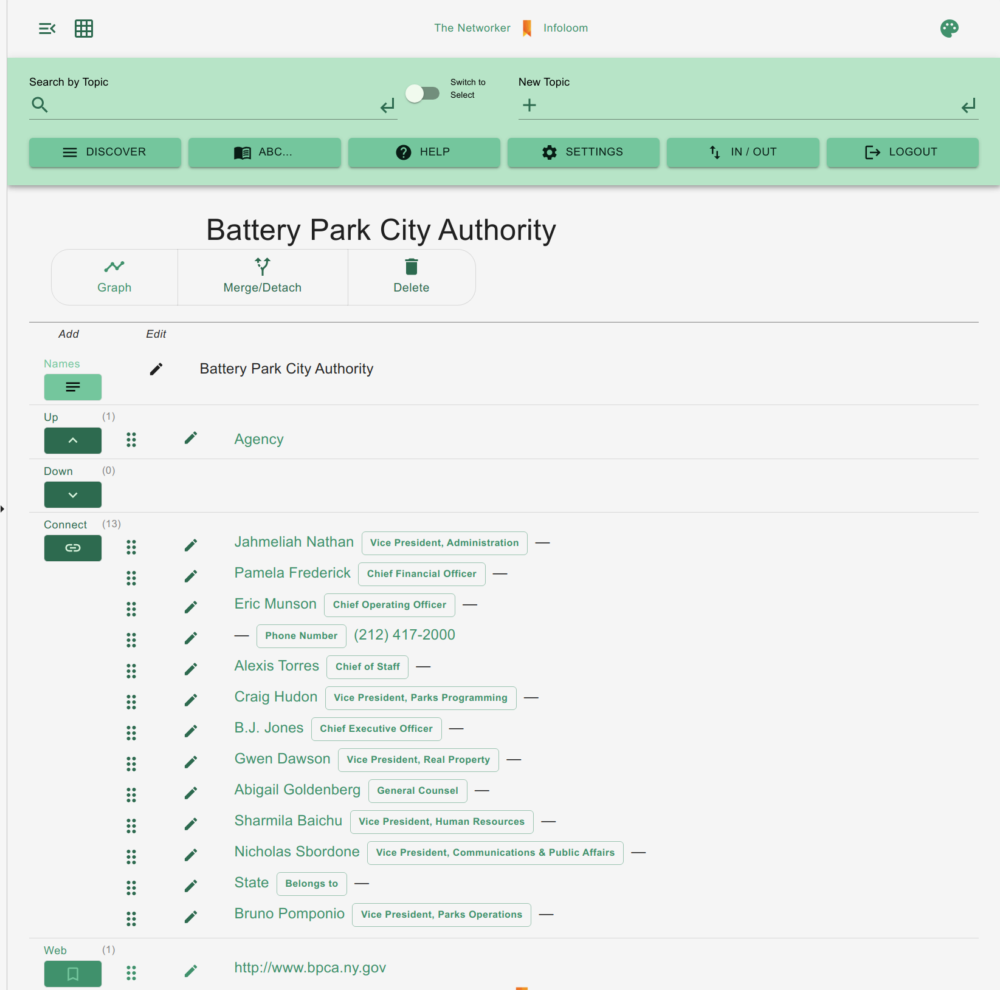 The Networker Infoloom
Search by Topic
Switch to
Select
New Topic
DISCOVER
ABC...
HELP
SETTINGS
IN / OUT
LOGOUT
Battery Park City Authority
Graph
Merge/Detach
Delete
Add Edit
Names
Battery Park City Authority
Up (1)
Agency
Down (0)
Connect (13)
Jahmeliah Nathan Vice President, Administration —
Pamela Frederick Chief Financial Officer —
Eric Munson Chief Operating Officer —
— Phone Number (212) 417-2000
Alexis Torres Chief of Staff —
Craig Hudon Vice President, Parks Programming —
B.J. Jones Chief Executive Officer —
Gwen Dawson Vice President, Real Property —
Abigail Goldenberg General Counsel —
Sharmila Baichu Vice President, Human Resources —
Nicholas Sbordone Vice President, Communications & Public Affairs —
State Belongs to —
Bruno Pomponio Vice President, Parks Operations —
Web (1)
http://www.bpca.ny.gov